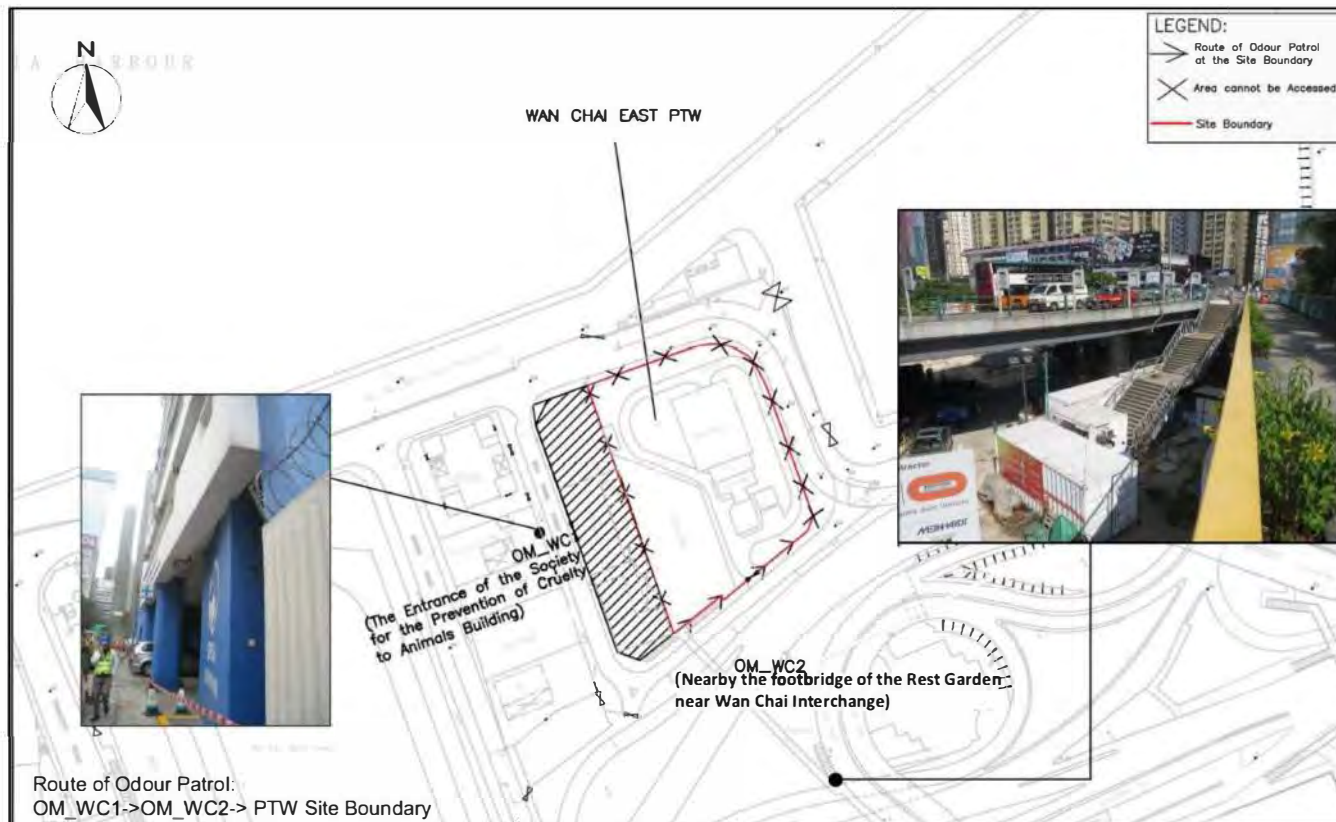 N
HARBOUR
LEGEND:
Route of Odour Patrol
at the Site Boundary
Area cannot be Accessed
Site Boundary
WAN CHAI EAST PTW
OM_WC1
(The Entrance of the Society
for the Prevention of Cruelty
to Animals Building)
OM_WC2
(Nearby the footbridge of the Rest Garden
near Wan Chai Interchange)
MEINHARDT
Route of Odour Patrol:
OM_WC1->OM_WC2-> PTW Site Boundary